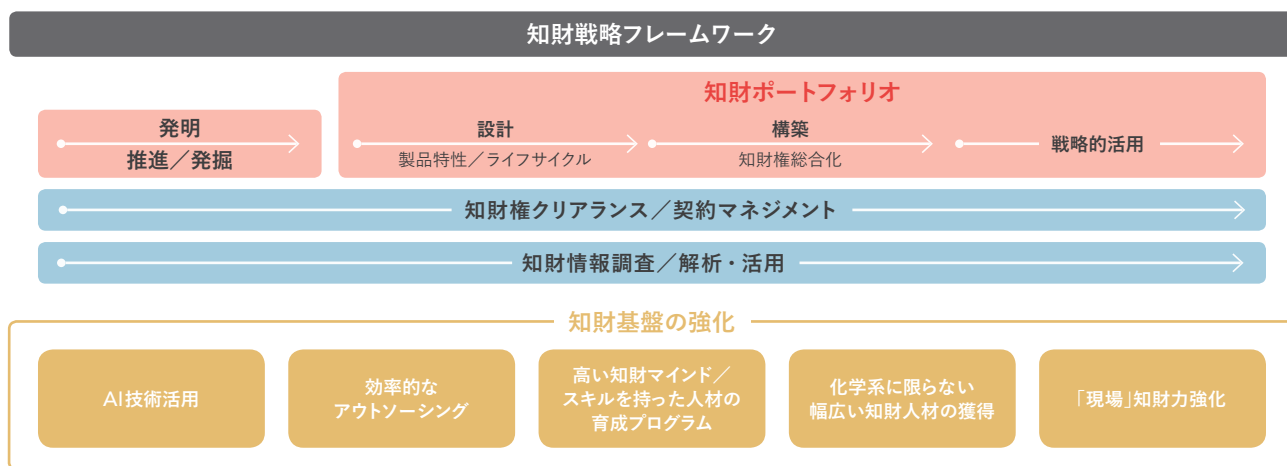 知財戦略フレームワーク
知財ポートフォリオ
発明
推進／発掘
設計
製品特性／ライフサイクル
構築
知財権総合化
戦略的活用
知財権クリアランス／契約マネジメント
知財情報調査／解析・活用
知財基盤の強化
AI技術活用
効率的な
アウトソーシング
高い知財マインド／
スキルを持った人材の
育成プログラム
化学系に限らない
幅広い知財人材の獲得
「現場」知財力強化